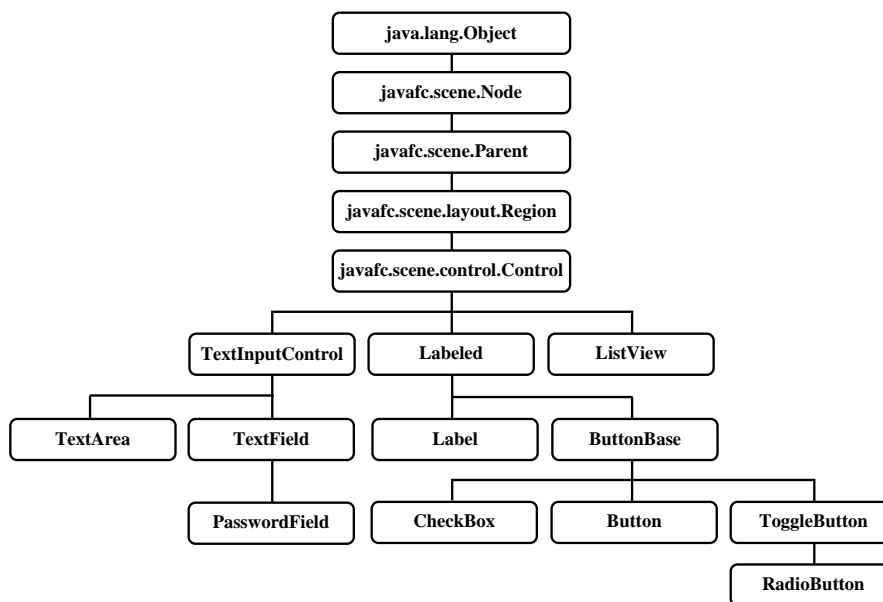 java.lang.Object
javafc.scene.Node
javafc.scene.Parent
javafc.scene.layout.Region
javafc.scene.control.Control
TextInputControl
Labeled
ListView
TextArea
TextField
Label
ButtonBase
PasswordField
CheckBox
Button
ToggleButton
RadioButton